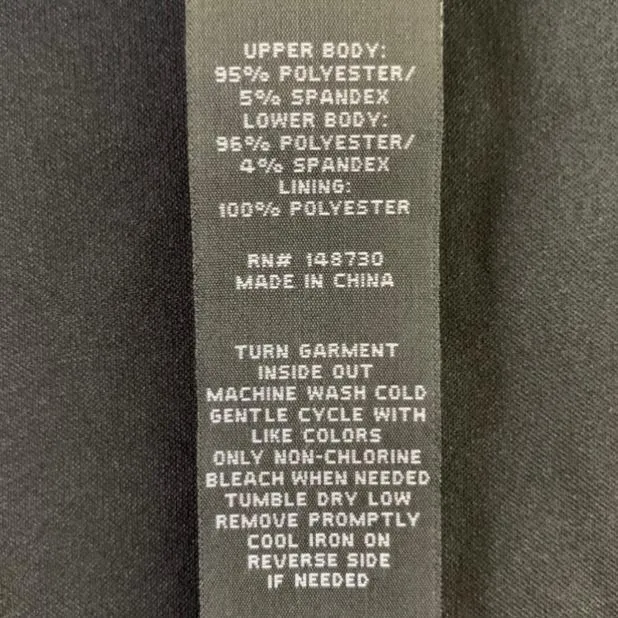 UPPER BODY:
95% POLYESTER/
5% SPANDEX
LOWER BODY:
96% POLYESTER/
4% SPANDEX
LINING:
100% POLYESTER
RN# 148730
MADE IN CHINA
TURN GARMENT
INSIDE OUT
MACHINE WASH COLD
GENTLE CYCLE WITH
LIKE COLORS
ONLY NON-CHLORINE
BLEACH WHEN NEEDED
TUMBLE DRY LOW
REMOVE PROMPTLY
COOL IRON ON
REVERSE SIDE
IF NEEDED